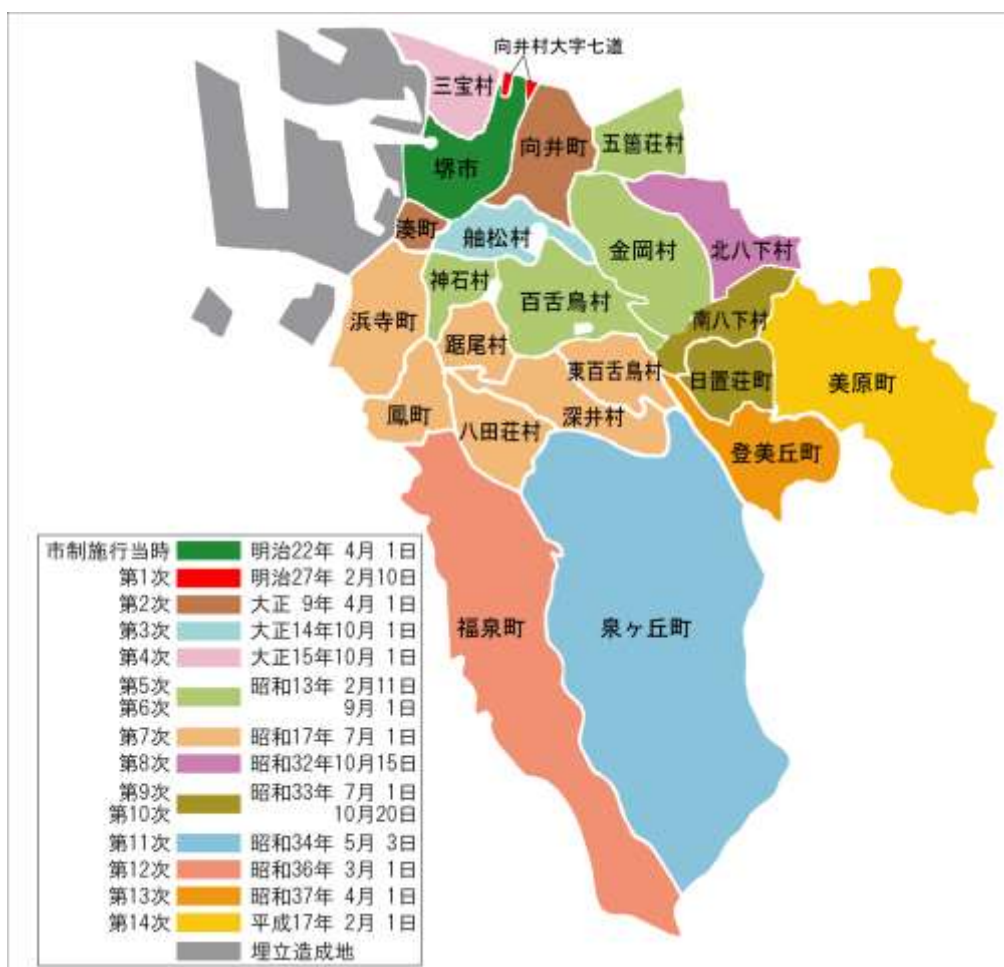 向井村大字七道
三宝村
向井町
五箇荘村
堺市
湊町
舳松村
金岡村
北八下村
神石村
百舌鳥村
浜寺町
南八下村
踞尾村
東百舌鳥村
日置荘町
美原町
鳳町
八田荘村
深井村
登美丘町
福泉町
泉ヶ丘町
市制施行当時 明治22年 4月 1日
第1次 明治27年 2月10日
第2次 大正 9年 4月 1日
第3次 大正14年10月 1日
第4次 大正15年10月 1日
第5次 昭和13年 2月11日
第6次 9月 1日
第7次 昭和17年 7月 1日
第8次 昭和32年10月15日
第9次 昭和33年 7月 1日
第10次 10月20日
第11次 昭和34年 5月 3日
第12次 昭和36年 3月 1日
第13次 昭和37年 4月 1日
第14次 平成17年 2月 1日
埋立造成地